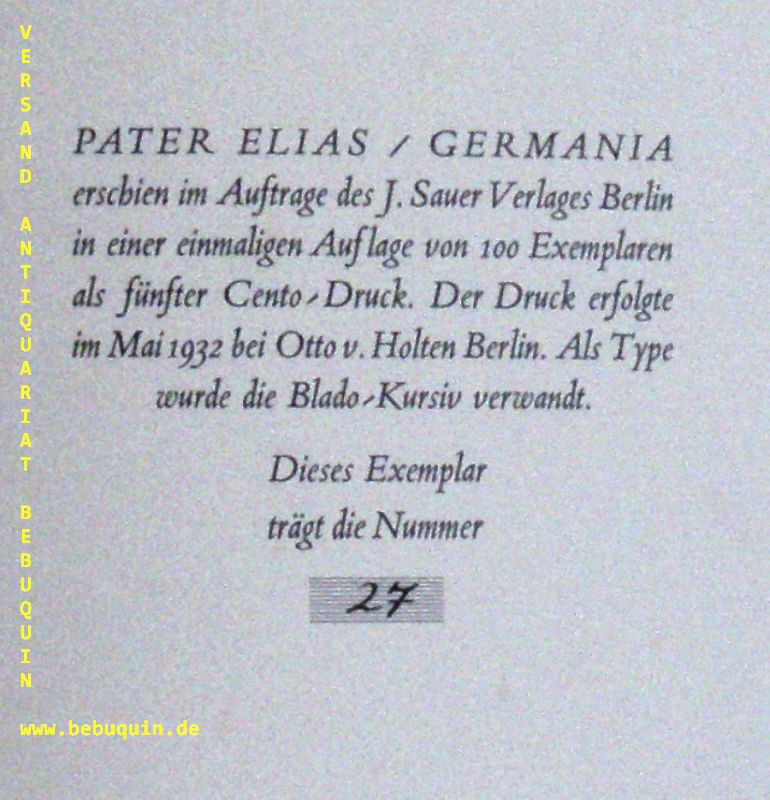 PATER ELIAS / GERMANIA
erschien im Auftrage des J. Sauer Verlages Berlin
in einer einmaligen Auflage von 100 Exemplaren
als fünfter Cento-Druck. Der Druck erfolgte
im Mai 1932 bei Otto v. Holten Berlin. Als Type
wurde die Blado-Kursiv verwandt.
Dieses Exemplar
trägt die Nummer
27
VERSAND ANTIQUARIAT BEBUQUIN
www.bebuquin.de